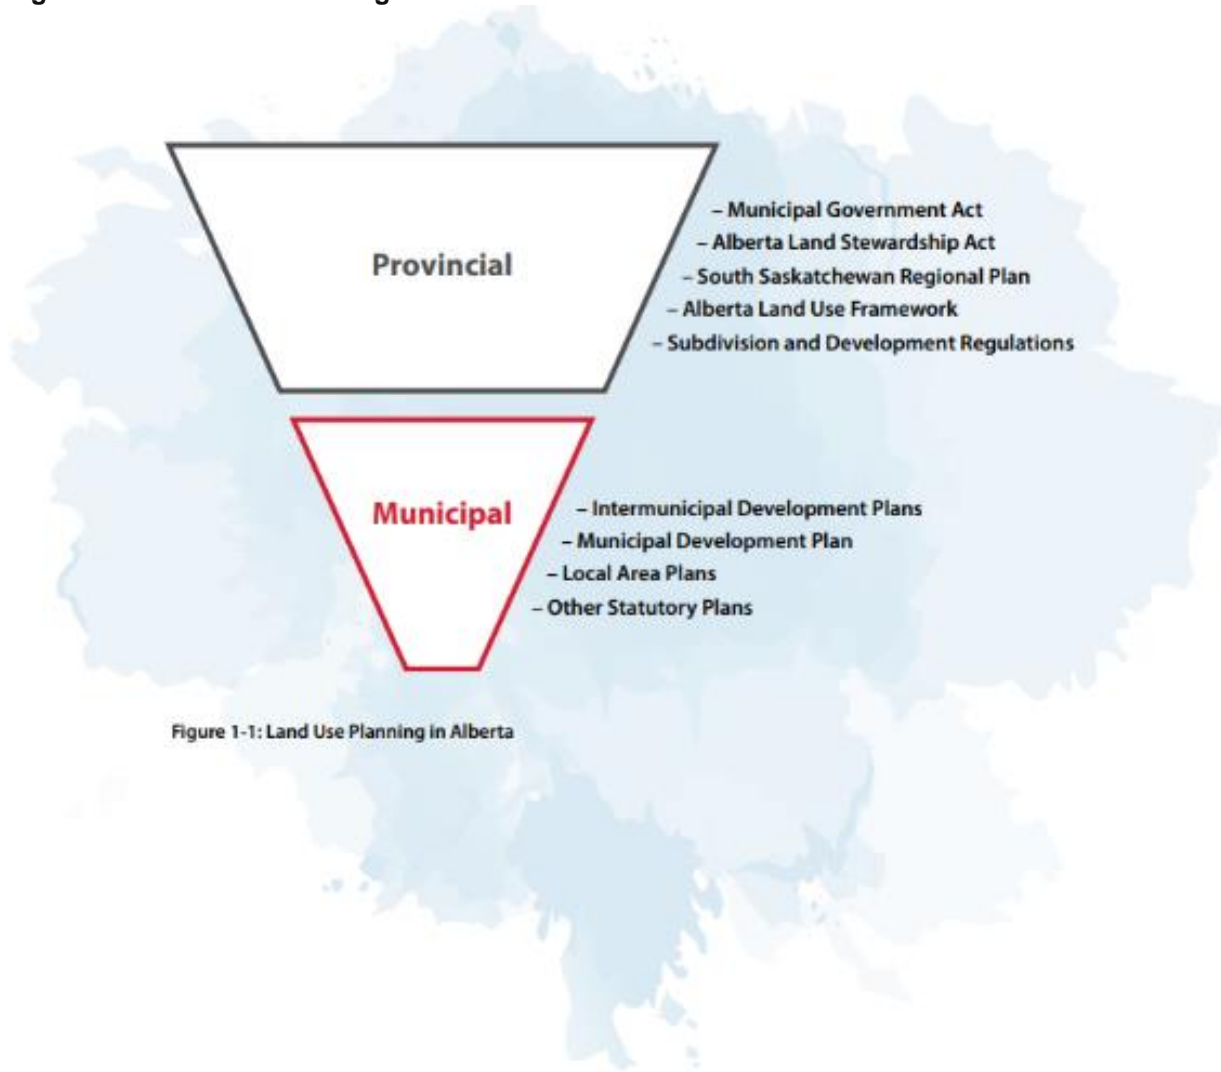 Provincial
– Municipal Government Act
– Alberta Land Stewardship Act
– South Saskatchewan Regional Plan
– Alberta Land Use Framework
– Subdivision and Development Regulations
Municipal
– Intermunicipal Development Plans
– Municipal Development Plan
– Local Area Plans
– Other Statutory Plans
Figure 1-1: Land Use Planning in Alberta